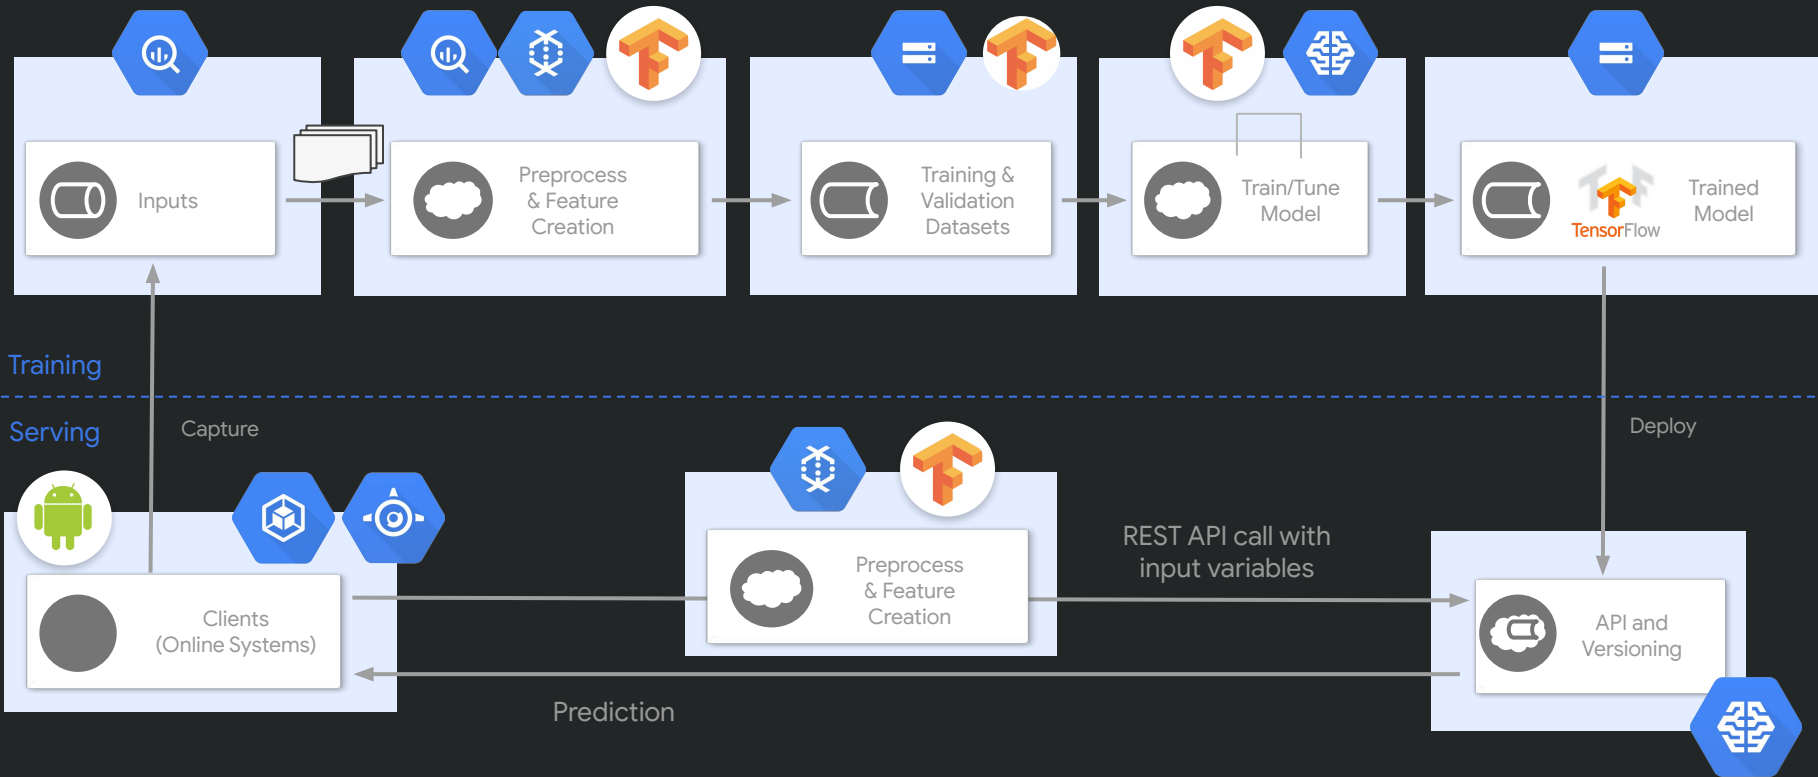 Inputs
Preprocess
& Feature
Creation
Training &
Validation
Datasets
Train/Tune
Model
TensorFlow
Trained
Model
Training
Serving
Capture
Deploy
Clients
(Online Systems)
Preprocess
& Feature
Creation
REST API call with
input variables
API and
Versioning
Prediction